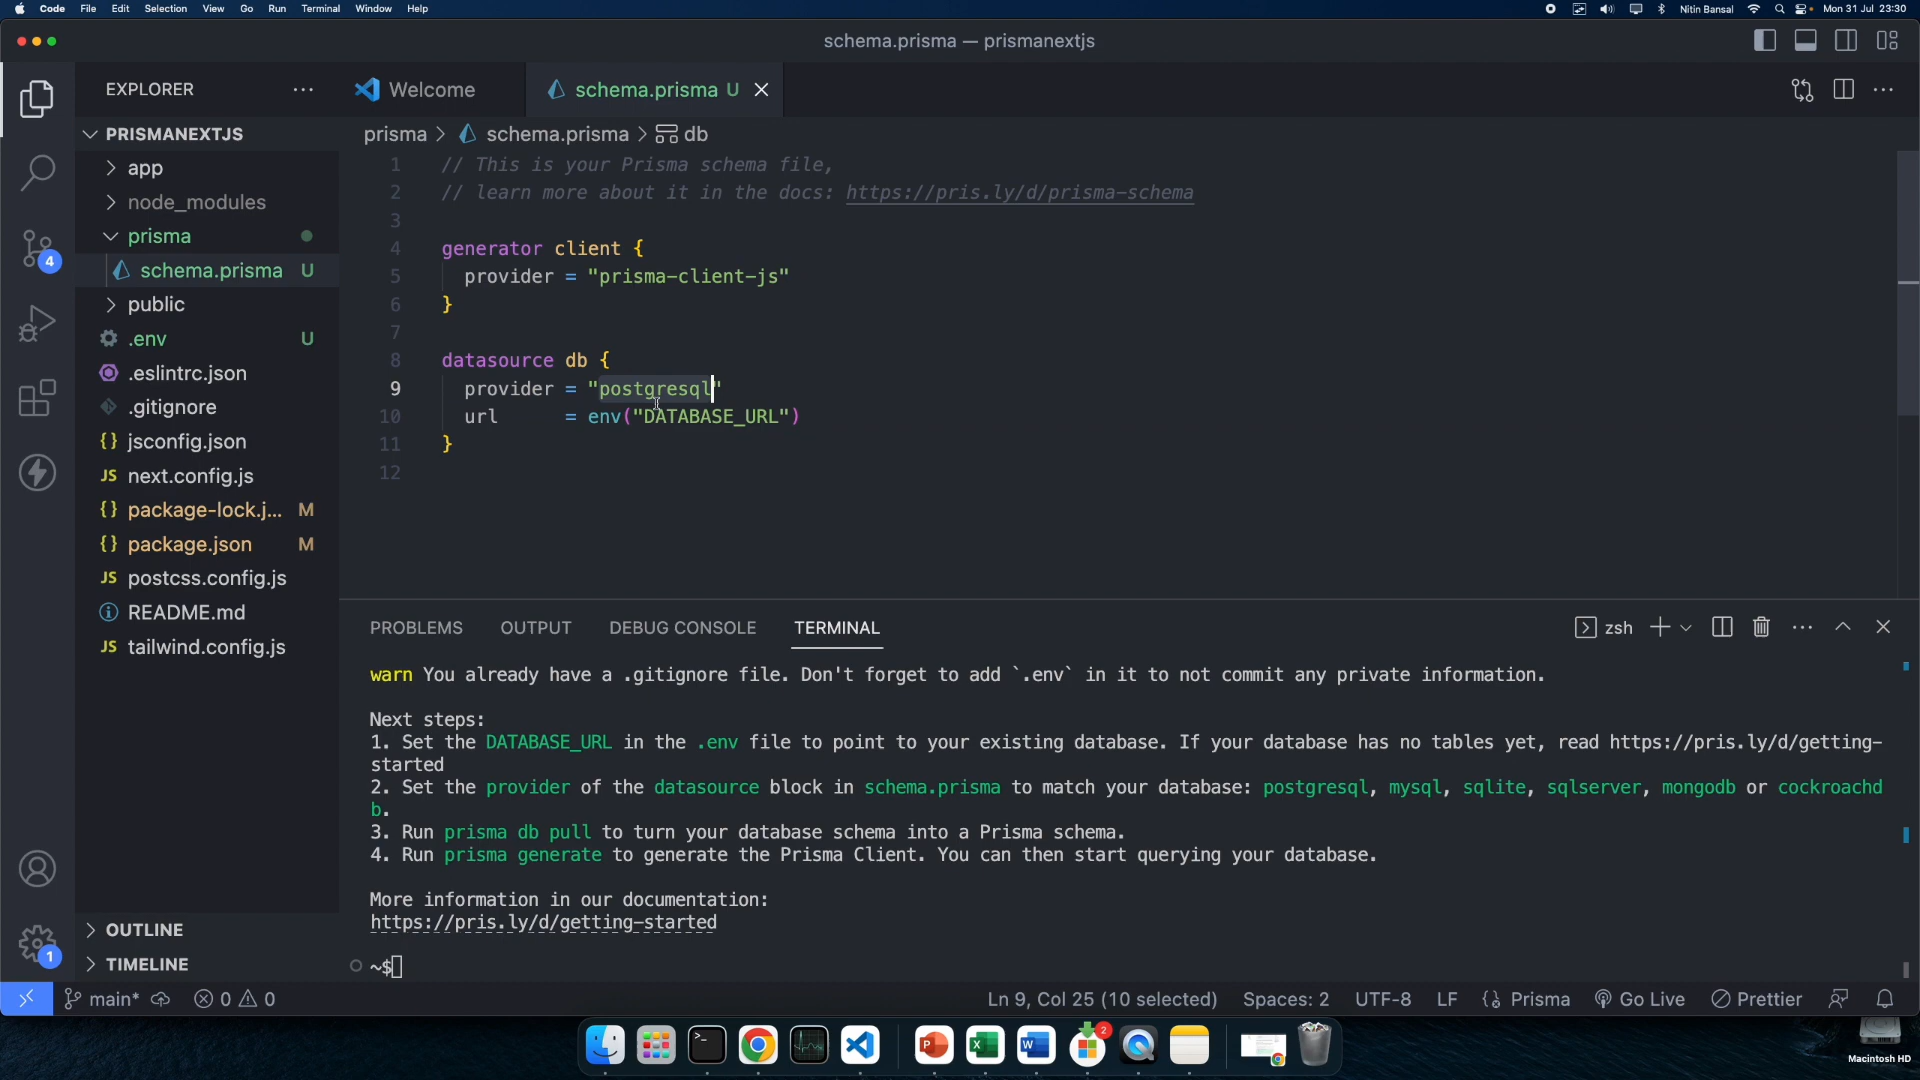 Code File Edit Selection View Go Run Terminal Window Help
Nitin Bansal Mon 31 Jul 23:30
schema.prisma — prismanextjs
EXPLORER
Welcome
schema.prisma U
PRISMANEXTJS
app
node_modules
prisma
schema.prisma U
public
.env U
.eslintrc.json
.gitignore
{} jsconfig.json
JS next.config.js
{} package-lock.j... M
{} package.json M
JS postcss.config.js
README.md
JS tailwind.config.js
OUTLINE
TIMELINE
4
1
prisma > schema.prisma > db
1 // This is your Prisma schema file,
2 // learn more about it in the docs: https://pris.ly/d/prisma-schema
3
4 generator client {
5 provider = "prisma-client-js"
6 }
7
8 datasource db {
9 provider = "postgresql"
10 url = env("DATABASE_URL")
11 }
12
PROBLEMS OUTPUT DEBUG CONSOLE TERMINAL
zsh
warn You already have a .gitignore file. Don't forget to add `.env` in it to not commit any private information.
Next steps:
1. Set the DATABASE_URL in the .env file to point to your existing database. If your database has no tables yet, read https://pris.ly/d/getting-
started
2. Set the provider of the datasource block in schema.prisma to match your database: postgresql, mysql, sqlite, sqlserver, mongodb or cockroachd
b.
3. Run prisma db pull to turn your database schema into a Prisma schema.
4. Run prisma generate to generate the Prisma Client. You can then start querying your database.
More information in our documentation:
https://pris.ly/d/getting-started
~$
main* 0 0
Ln 9, Col 25 (10 selected) Spaces: 2 UTF-8 LF {} Prisma Go Live Prettier
2
Macintosh HD